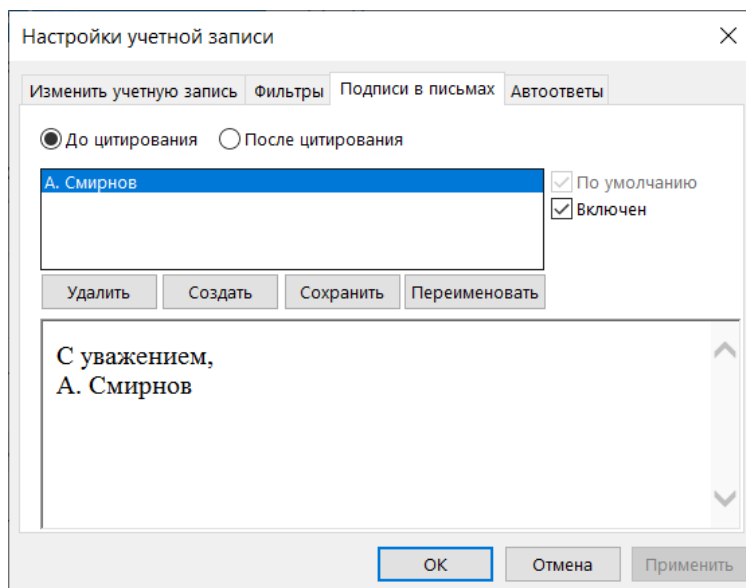 Настройки учетной записи
Изменить учетную запись Фильтры Подписи в письмах Автоответы
До цитирования После цитирования
А. Смирнов
По умолчанию
Включен
Удалить Создать Сохранить Переименовать
С уважением,
А. Смирнов
ОК Отмена Применить